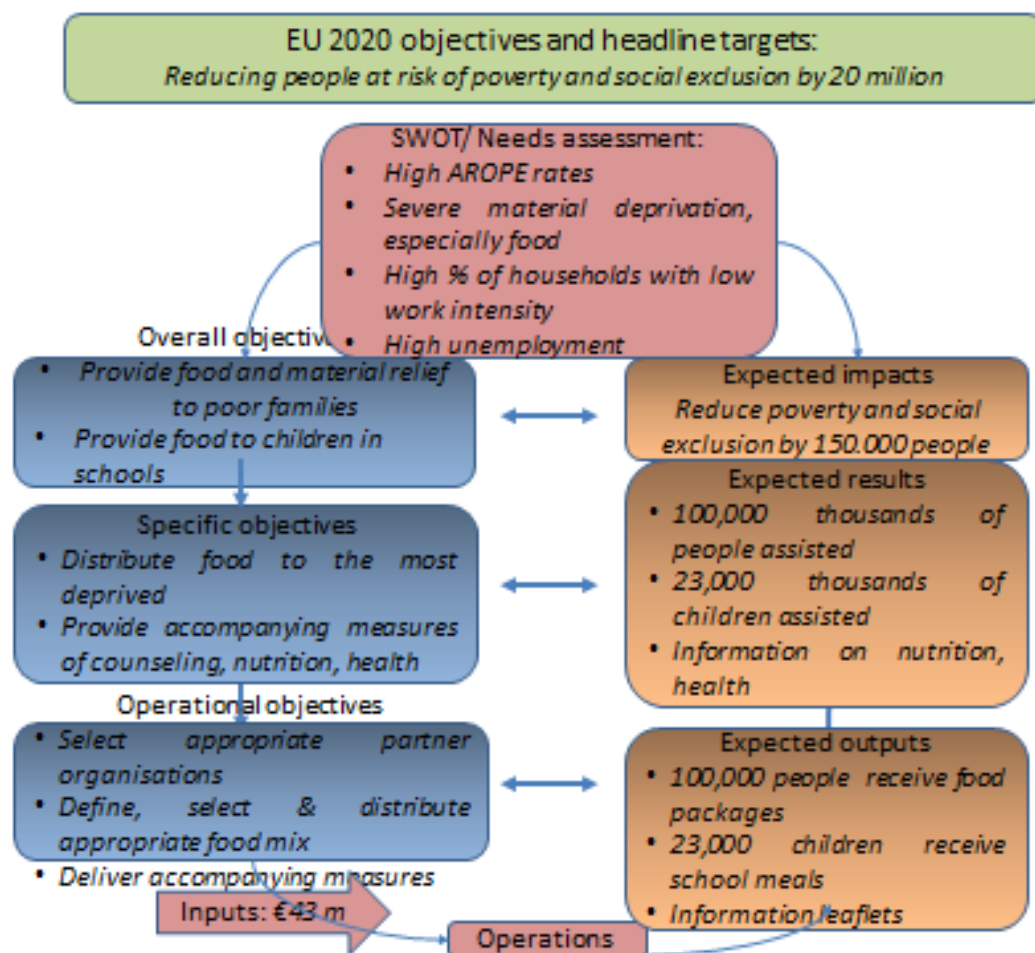 EU 2020 objectives and headline targets:
Reducing people at risk of poverty and social exclusion by 20 million
SWOT/ Needs assessment:
• High AROPE rates
• Severe material deprivation,
especially food
• High % of households with low
work intensity
• High unemployment
Overall objectiv
• Provide food and material relief
to poor families
• Provide food to children in
schools
Expected impacts
Reduce poverty and social
exclusion by 150.000 people
Specific objectives
• Distribute food to the most
deprived
• Provide accompanying measures
of counseling, nutrition, health
Expected results
• 100,000 thousands of
people assisted
• 23,000 thousands of
children assisted
• Information on nutrition,
health
Operational objectives
• Select appropriate partner
organisations
• Define, select & distribute
appropriate food mix
• Deliver accompanying measures
Expected outputs
• 100,000 people receive food
packages
• 23,000 children receive
school meals
• Information leaflets
Inputs: €43 m
Operations